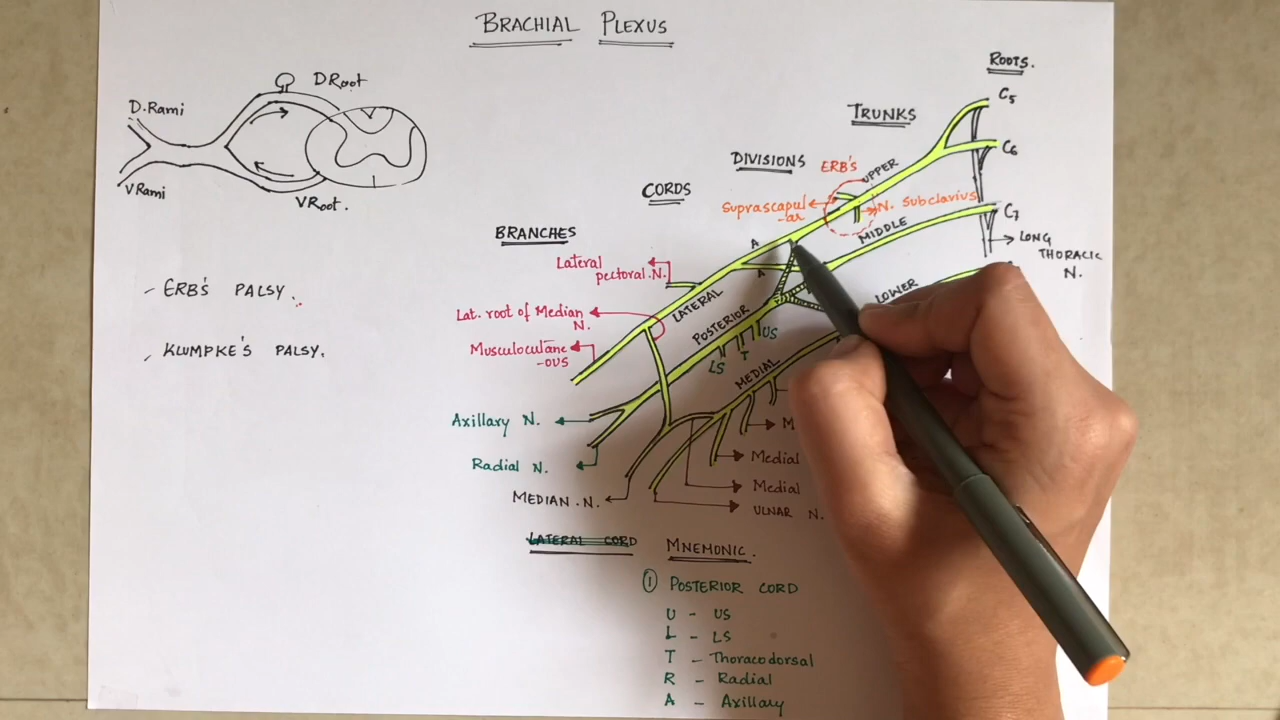 BRACHIAL PLEXUS
D Root
D. Rami
V Rami
V Root.
ERB'S PALSY.
KLUMPKE'S PALSY.
ROOTS.
C5
C6
C7
TRUNKS
UPPER
MIDDLE
LOWER
LONG
THORACIC
N.
DIVISIONS
ERB'S
Suprascapul
-ar
N. Subclavius
A
A
CORDS
LATERAL
POSTERIOR
MEDIAL
US
T
LS
BRANCHES
Lateral
pectoral. N.
Lat. root of Median
N.
Musculocutane
-ous
Axillary N.
Radial N.
MEDIAN. N.
M
Medial
Medial
ULNAR N.
LATERAL CORD
MNEMONIC.
① POSTERIOR CORD
U - US
L - LS
T - Thoracodorsal
R - Radial
A - Axillary